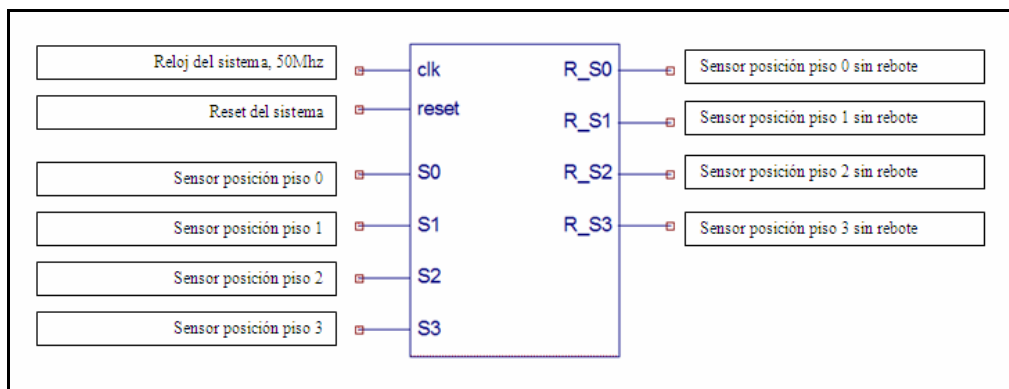 Reloj del sistema, 50Mhz
Reset del sistema
Sensor posición piso 0
Sensor posición piso 1
Sensor posición piso 2
Sensor posición piso 3
clk
reset
S0
S1
S2
S3
R_S0
R_S1
R_S2
R_S3
Sensor posición piso 0 sin rebote
Sensor posición piso 1 sin rebote
Sensor posición piso 2 sin rebote
Sensor posición piso 3 sin rebote